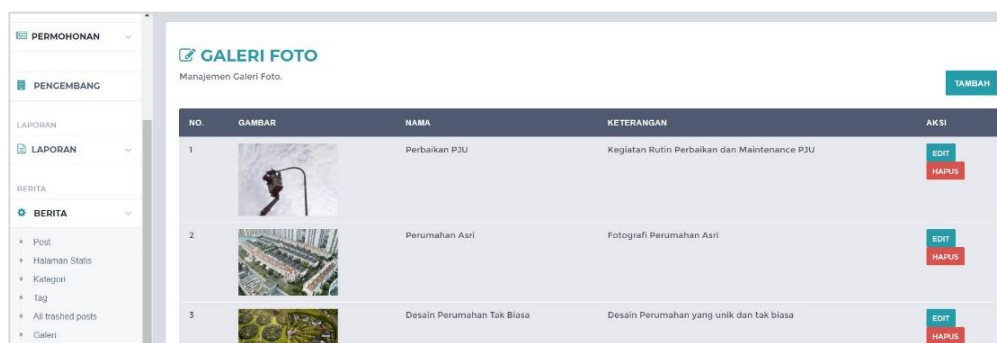 PERMOHONAN
PENGEMBANG
LAPORAN
LAPORAN
BERITA
BERITA
Post
Halaman Statis
Kategori
Tag
All trashed posts
Galeri
GALERI FOTO
Manajemen Galeri Foto.
TAMBAH
NO. GAMBAR NAMA KETERANGAN AKSI
1 Perbaikan PJU Kegiatan Rutin Perbaikan dan Maintenance PJU EDIT
HAPUS
2 Perumahan Asri Fotografi Perumahan Asri EDIT
HAPUS
3 Desain Perumahan Tak Biasa Desain Perumahan yang unik dan tak biasa EDIT
HAPUS